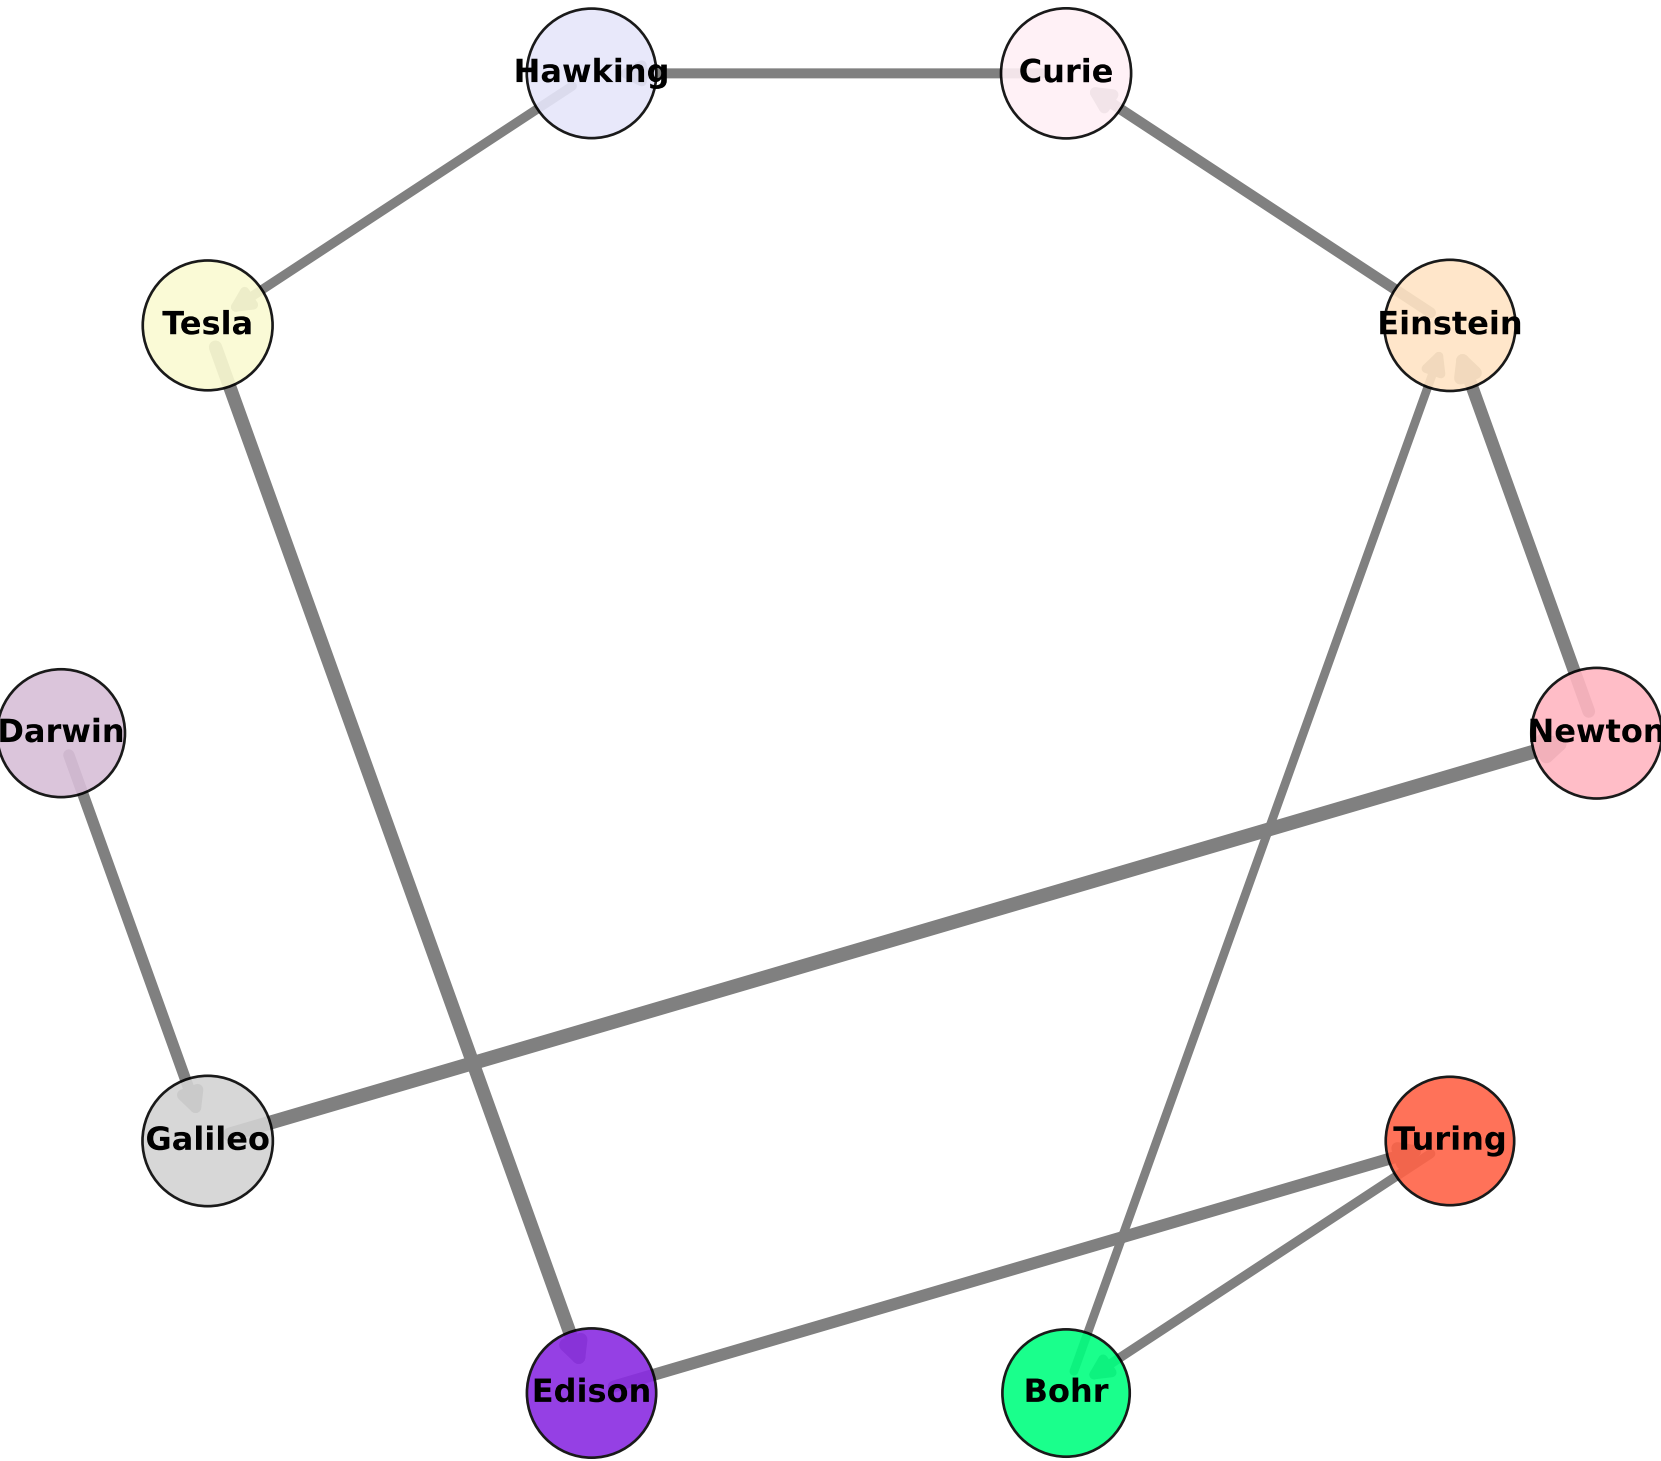 Hawking
Curie
Tesla
Einstein
Darwin
Newton
Galileo
Turing
Edison
Bohr